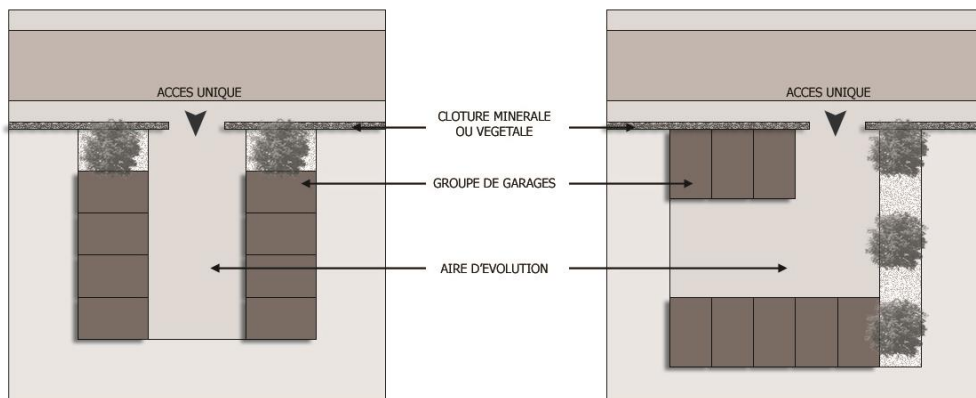 ACCES UNIQUE
ACCES UNIQUE
CLOTURE MINERALE
OU VEGETALE
GROUPE DE GARAGES
AIRE D'EVOLUTION